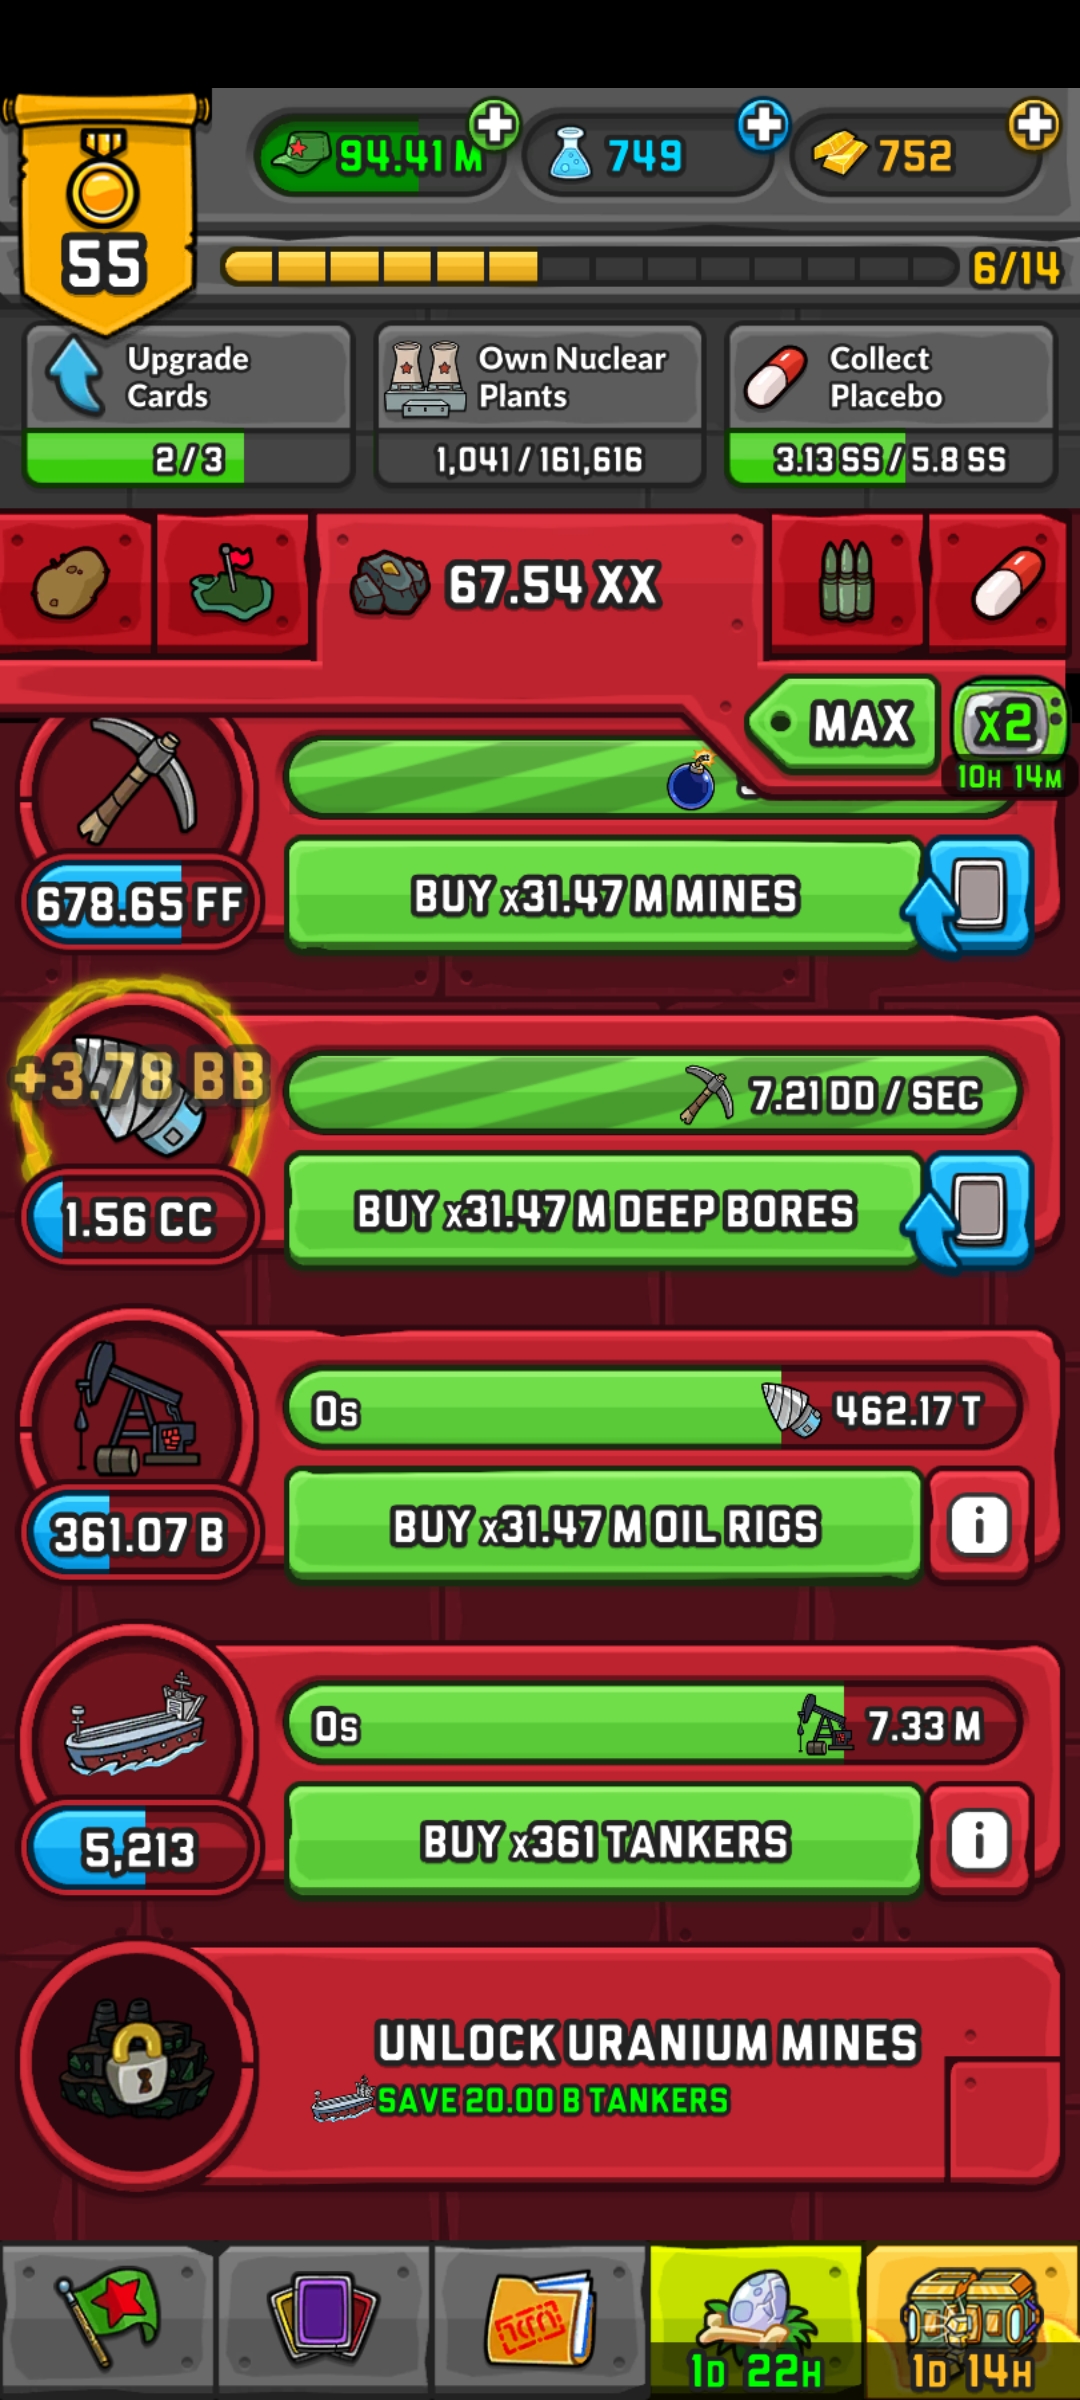 94.41 M
749
752
55
6/14
Upgrade
Cards
2/3
Own Nuclear
Plants
1,041/161,616
Collect
Placebo
3.13 SS/5.8 SS
67.54 XX
MAX
x2
10H 14M
678.65 FF
BUY x31.47 M MINES
+3.78 BB
7.21 DD / SEC
1.56 CC
BUY x31.47 M DEEP BORES
0s
462.17 T
361.07 B
BUY x31.47 M OIL RIGS
i
0s
7.33 M
5,213
BUY x361 TANKERS
i
UNLOCK URANIUM MINES
SAVE 20.00 B TANKERS
1D 22H
1D 14H